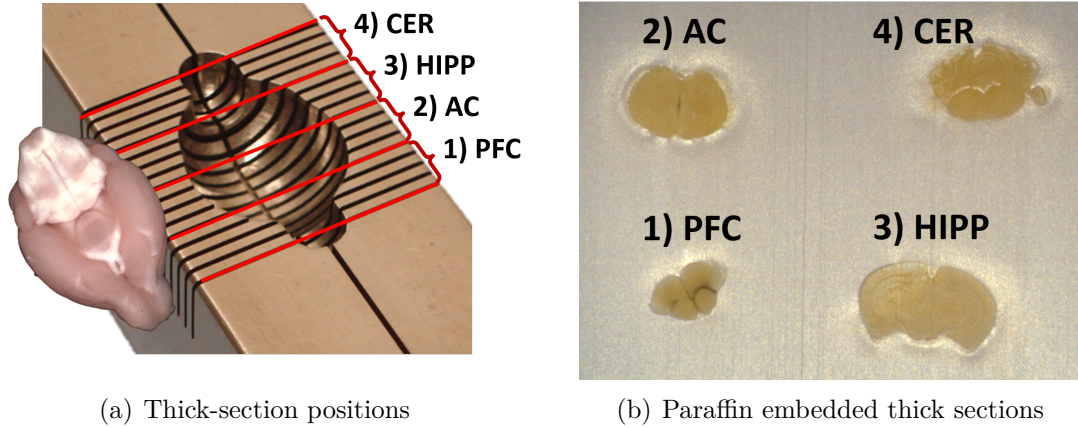 4) CER
3) HIPP
2) AC
1) PFC
2) AC
4) CER
1) PFC
3) HIPP
(a) Thick-section positions
(b) Paraffin embedded thick sections